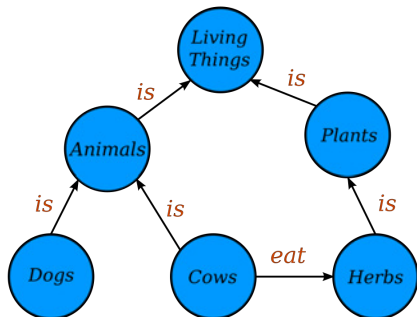 Living
Things
is
is
Animals
Plants
is
is
is
eat
Dogs
Cows
Herbs